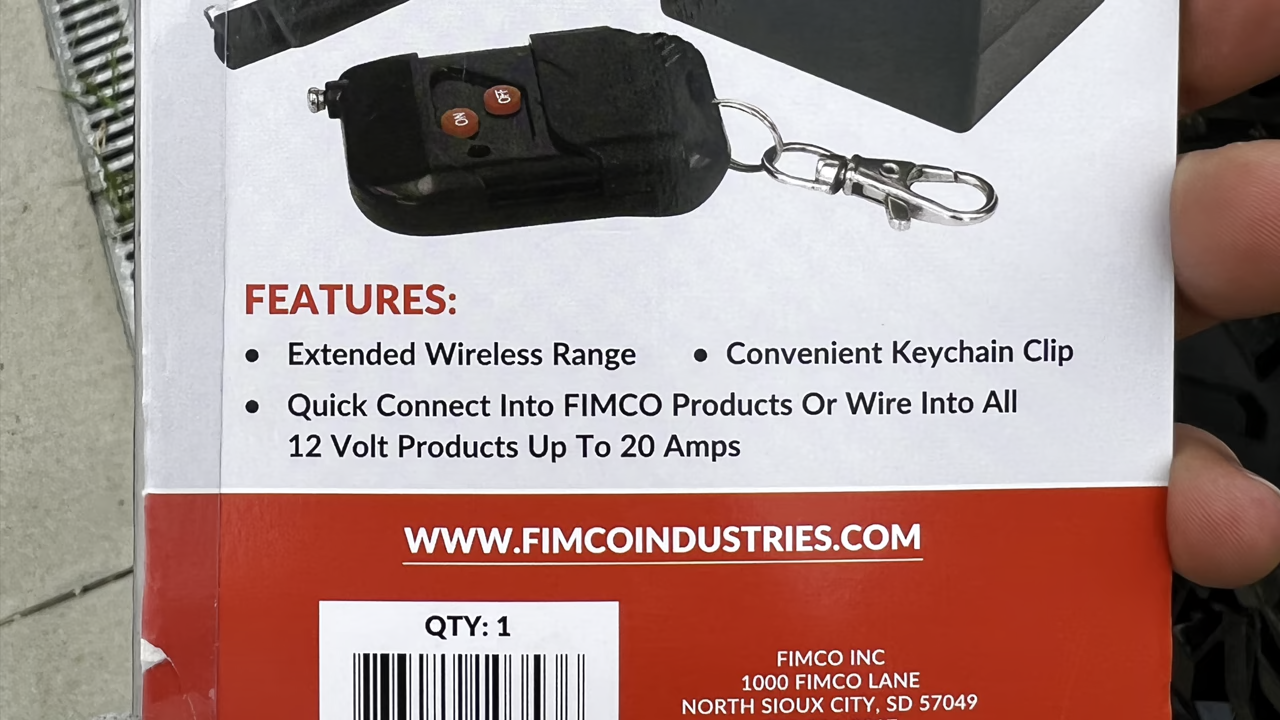 OFF
ON
FEATURES:
• Extended Wireless Range • Convenient Keychain Clip
• Quick Connect Into FIMCO Products Or Wire Into All
12 Volt Products Up To 20 Amps
WWW.FIMCOINDUSTRIES.COM
QTY: 1
FIMCO INC
1000 FIMCO LANE
NORTH SIOUX CITY, SD 57049